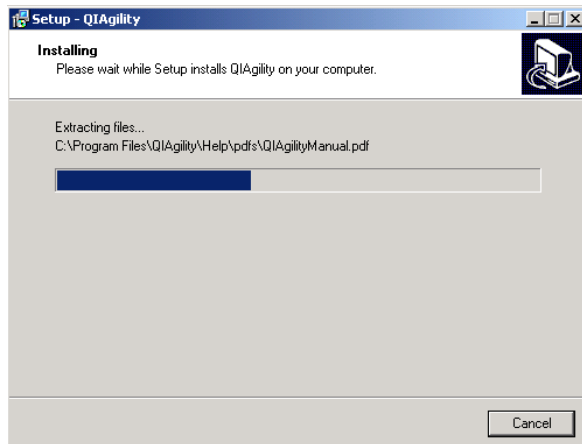 Setup - QIAgility
Installing
Please wait while Setup installs QIAgility on your computer.
Extracting files...
C:\Program Files\QIAgility\Help\pdfs\QIAgilityManual.pdf
Cancel